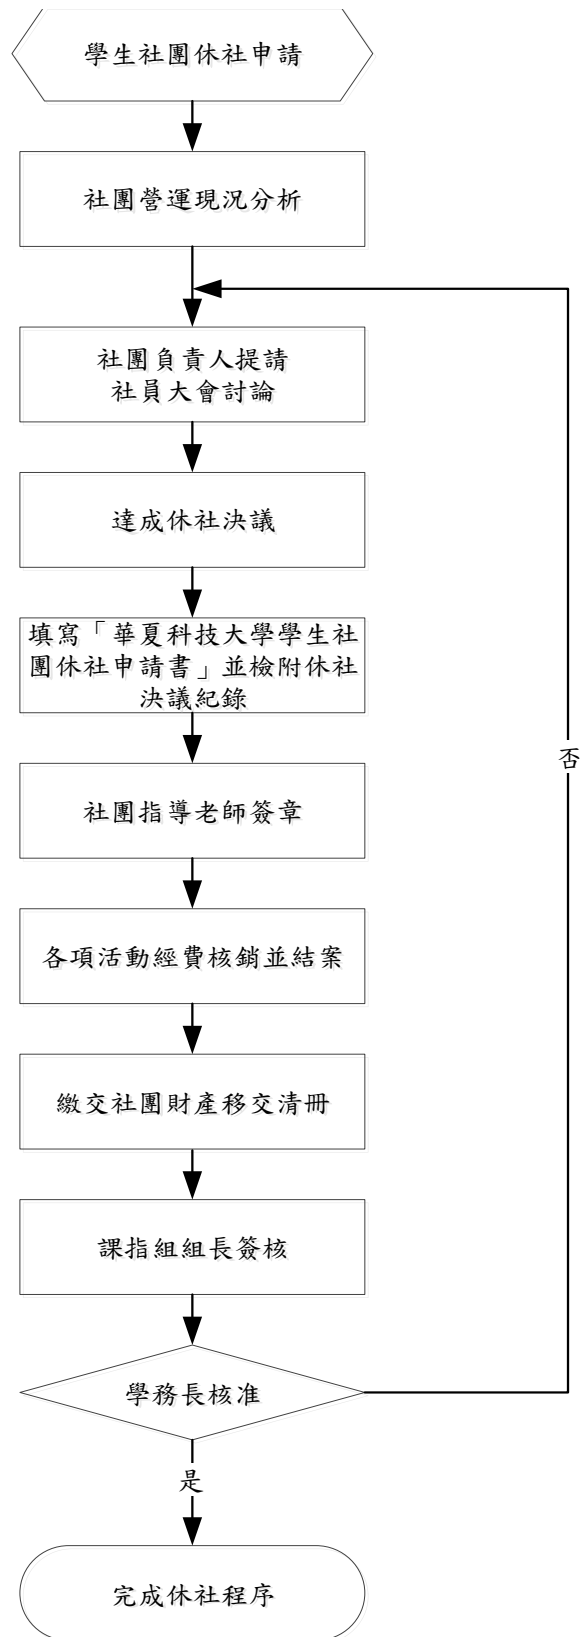 學生社團休社申請
社團營運現況分析
社團負責人提請
社員大會討論
達成休社決議
填寫「華夏科技大學學生社
團休社申請書」並檢附休社
決議紀錄
否
社團指導老師簽章
各項活動經費核銷並結案
繳交社團財產移交清冊
課指組組長簽核
學務長核准
是
完成休社程序